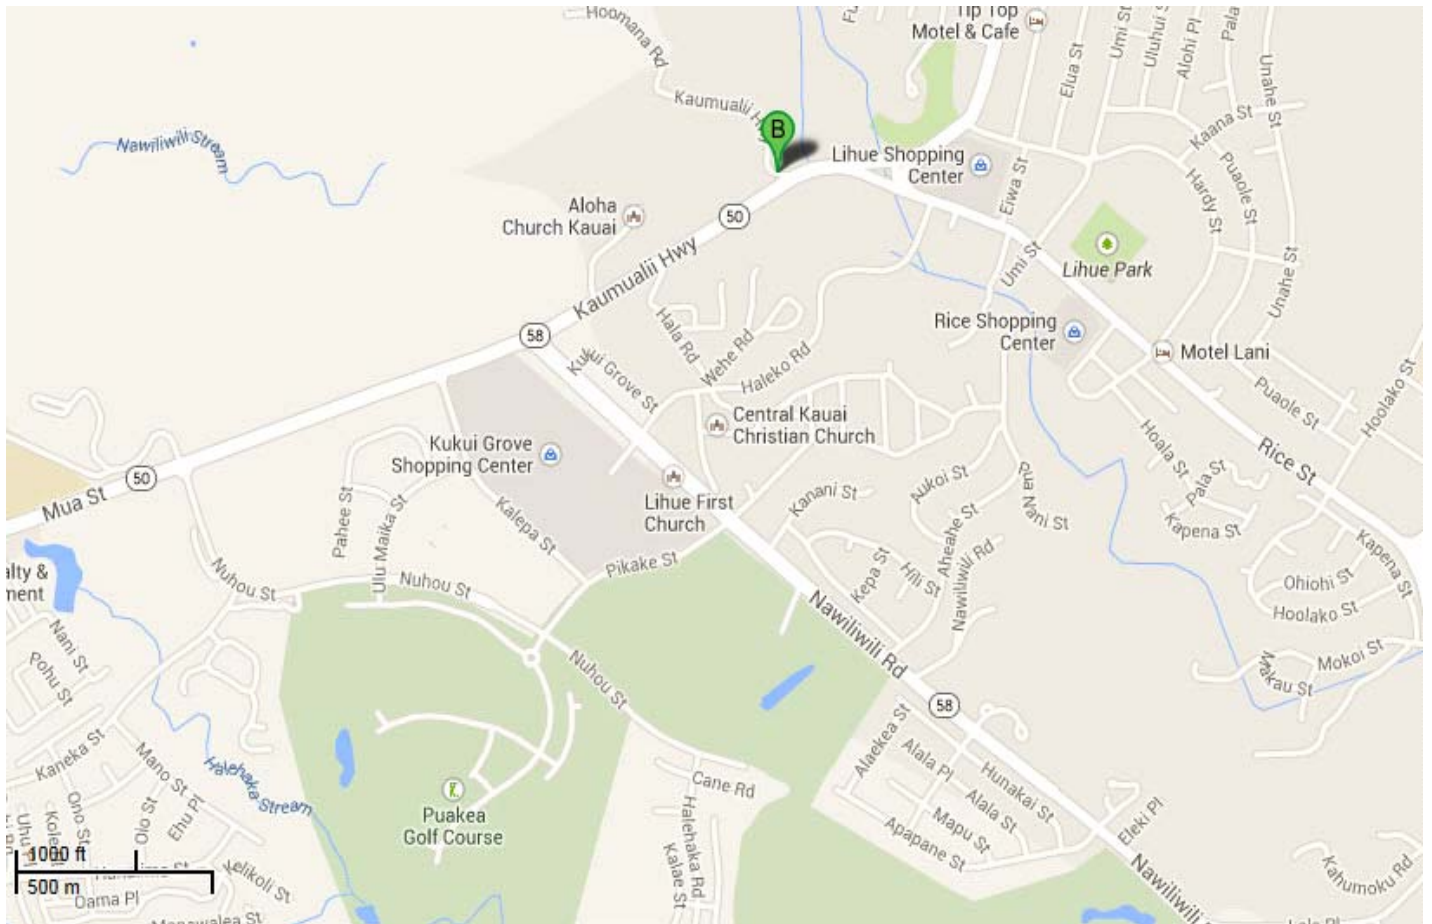 Hoomana Rd
Tip Top
Motel & Cafe
Elua St
Umi St
Uluhui S
Alohi Pl
Pala
Unahe St
Kaumualii H
B
Nawiliwili Stream
Lihue Shopping
Center
Kaana St
Puaole St
Hardy St
Eiwa St
Aloha
Church Kauai
50
Kaumualii Hwy
Umi St
Lihue Park
Unahe St
58
Hala Rd
Wehe Rd
Haleko Rd
Kukui Grove St
Rice Shopping
Center
Motel Lani
Puaole St
Hoolako St
Central Kauai
Christian Church
Kukui Grove
Shopping Center
Hoala St
Rice St
50
Mua St
Pahee St
Ulu Maika St
Kalepa St
Lihue First
Church
Kanani St
Aukoi St
Pua Nani St
Pala St
Kapena St
Aheahe St
Kapena St
alty &
ment
Nuhou St
Nuhou St
Pikake St
Kepa St
Hili St
Nawiliwili Rd
Ohiohi St
Hoolako St
Nawiliwili Rd
Nani St
Pohu St
Nuhou St
Mokoi St
Makau St
58
Kaneka St
Mano St
Halehaka Stream
Alaekea St
Alala Pl
Hunakai St
Cane Rd
Ono St
Olo St
Ehu Pl
Puakea
Golf Course
Halehaka Rd
Kalae St
Alala St
Mapu St
Apapane St
Eleki Pl
1000 ft
500 m
elikoli St
Oama Pl
Nawiliwili
Kahumoku Rd